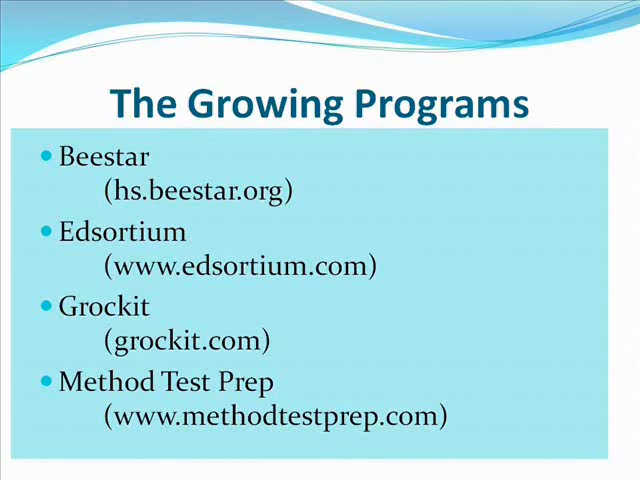 The Growing Programs
Beestar
(hs.beestar.org)
Edsortium
(www.edsortium.com)
Grockit
(grockit.com)
Method Test Prep
(www.methodtestprep.com)